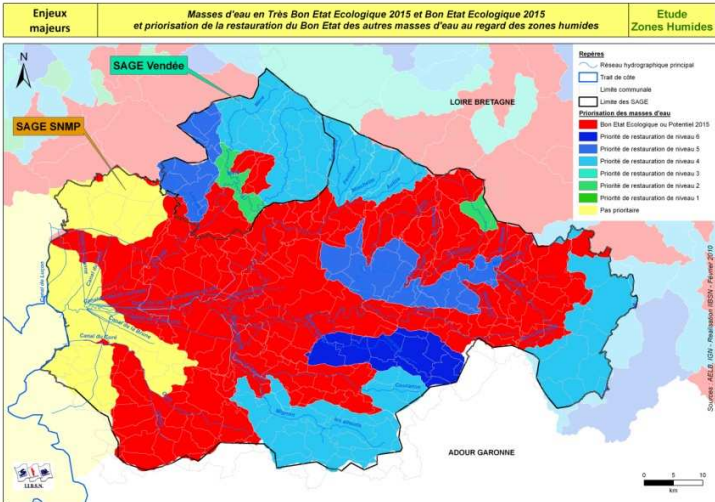 Enjeux
majeurs
Masses d'eau en Très Bon Etat Ecologique 2015 et Bon Etat Ecologique 2015
et priorisation de la restauration du Bon Etat des autres masses d'eau au regard des zones humides
Etude
Zones Humides
N
SAGE Vendée
SAGE SNMP
LOIRE BRETAGNE
ADOUR GARONNE
Repères
Réseau hydrographique principal
Trait de côte
Limite communale
Limite des SAGE
Priorisation des masses d'eau
Bon Etat Ecologique ou Potentiel 2015
Priorité de restauration de niveau 6
Priorité de restauration de niveau 5
Priorité de restauration de niveau 4
Priorité de restauration de niveau 3
Priorité de restauration de niveau 2
Priorité de restauration de niveau 1
Pas prioritaire
Canal de Luçon
Canal de la Brune
Canal du Curé
Mignon
Courance
Sources : AELB, IGN - Réalisation IIBSN - Février 2010
I.I.B.S.N.
0 5 10
km